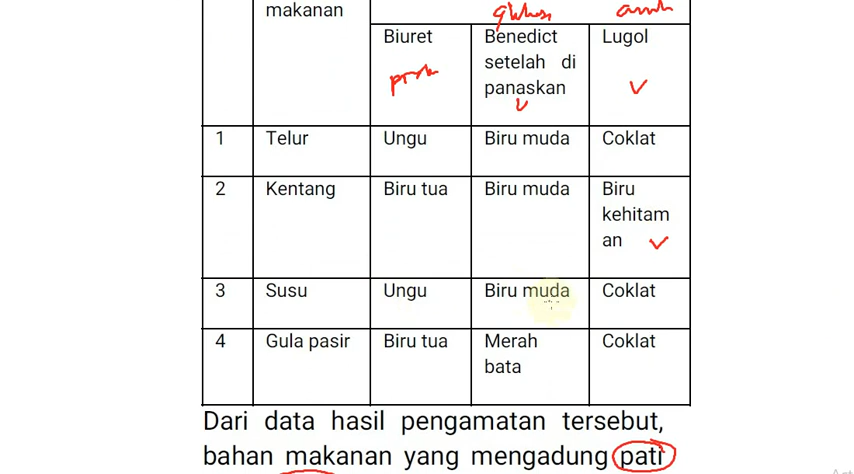 makanan
glukosa
Biuret
Benedict
setelah di
panaskan
Lugol
1
Telur
Ungu
Biru muda
Coklat
2
Kentang
Biru tua
Biru muda
Biru
kehitam
an
3
Susu
Ungu
Biru muda
Coklat
4
Gula pasir
Biru tua
Merah
bata
Coklat
Dari data hasil pengamatan tersebut,
bahan makanan yang mengadung pati